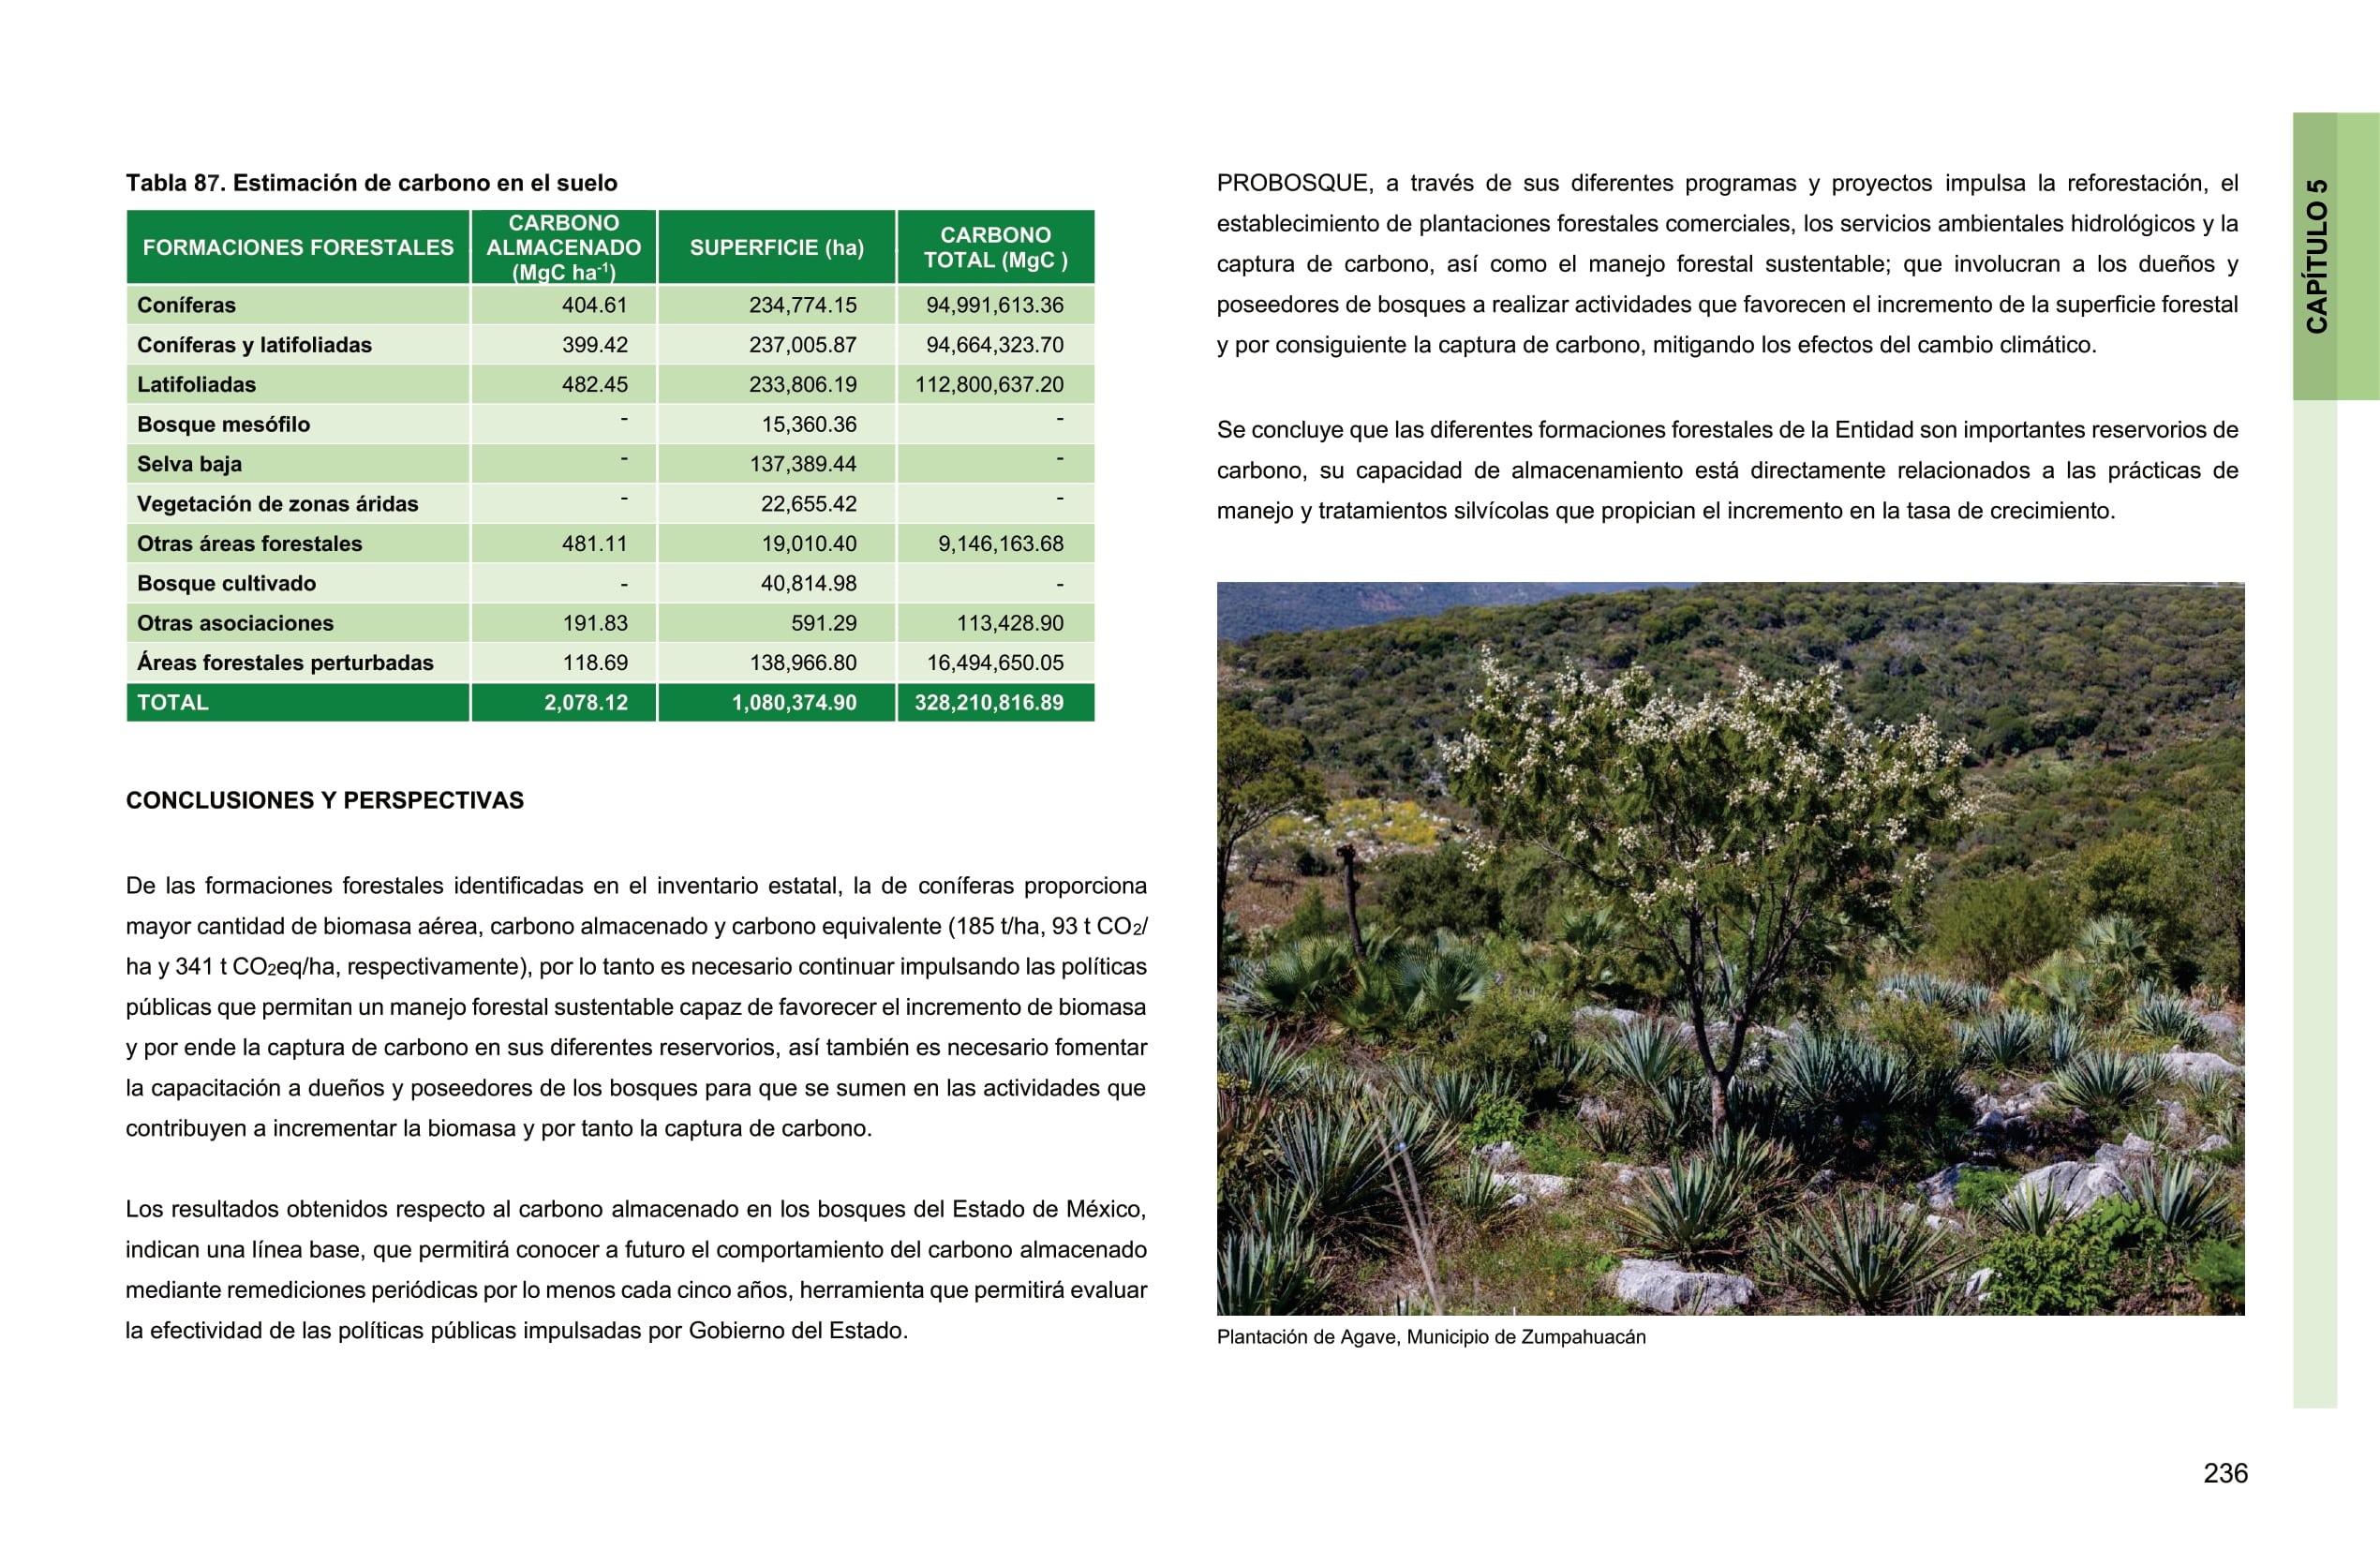 Tabla 87. Estimación de carbono en el suelo
FORMACIONES FORESTALES CARBONO ALMACENADO (MgC ha-1) SUPERFICIE (ha) CARBONO TOTAL (MgC )
Coníferas 404.61 234,774.15 94,991,613.36
Coníferas y latifoliadas 399.42 237,005.87 94,664,323.70
Latifoliadas 482.45 233,806.19 112,800,637.20
Bosque mesófilo - 15,360.36 -
Selva baja - 137,389.44 -
Vegetación de zonas áridas - 22,655.42 -
Otras áreas forestales 481.11 19,010.40 9,146,163.68
Bosque cultivado - 40,814.98 -
Otras asociaciones 191.83 591.29 113,428.90
Áreas forestales perturbadas 118.69 138,966.80 16,494,650.05
TOTAL 2,078.12 1,080,374.90 328,210,816.89
CONCLUSIONES Y PERSPECTIVAS
De las formaciones forestales identificadas en el inventario estatal, la de coníferas proporciona
mayor cantidad de biomasa aérea, carbono almacenado y carbono equivalente (185 t/ha, 93 t CO2/
ha y 341 t CO2eq/ha, respectivamente), por lo tanto es necesario continuar impulsando las políticas
públicas que permitan un manejo forestal sustentable capaz de favorecer el incremento de biomasa
y por ende la captura de carbono en sus diferentes reservorios, así también es necesario fomentar
la capacitación a dueños y poseedores de los bosques para que se sumen en las actividades que
contribuyen a incrementar la biomasa y por tanto la captura de carbono.
Los resultados obtenidos respecto al carbono almacenado en los bosques del Estado de México,
indican una línea base, que permitirá conocer a futuro el comportamiento del carbono almacenado
mediante remediciones periódicas por lo menos cada cinco años, herramienta que permitirá evaluar
la efectividad de las políticas públicas impulsadas por Gobierno del Estado.
PROBOSQUE, a través de sus diferentes programas y proyectos impulsa la reforestación, el
establecimiento de plantaciones forestales comerciales, los servicios ambientales hidrológicos y la
captura de carbono, así como el manejo forestal sustentable; que involucran a los dueños y
poseedores de bosques a realizar actividades que favorecen el incremento de la superficie forestal
y por consiguiente la captura de carbono, mitigando los efectos del cambio climático.
Se concluye que las diferentes formaciones forestales de la Entidad son importantes reservorios de
carbono, su capacidad de almacenamiento está directamente relacionados a las prácticas de
manejo y tratamientos silvícolas que propician el incremento en la tasa de crecimiento.
Plantación de Agave, Municipio de Zumpahuacán
CAPÍTULO 5
236